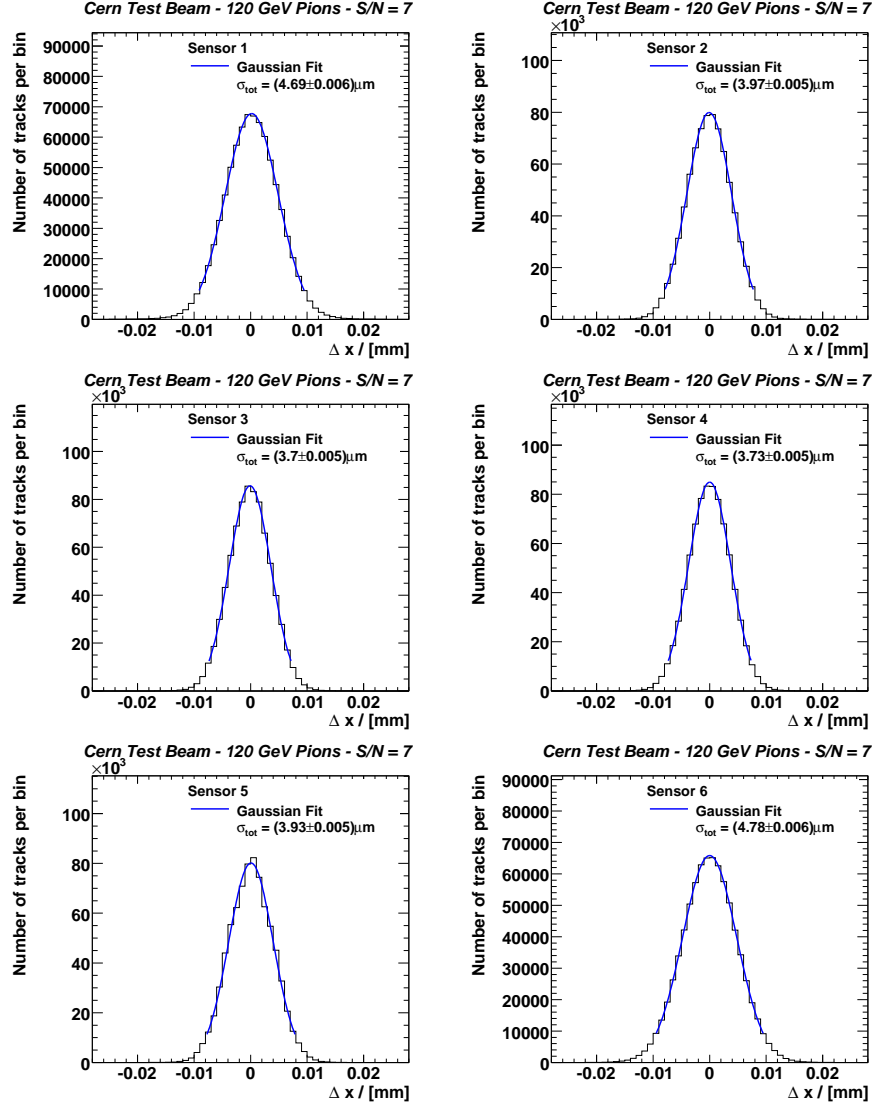 Cern Test Beam - 120 GeV Pions - S/N = 7
Sensor 1
Gaussian Fit
σtot = (4.69±0.006)μm
Number of tracks per bin
90000
80000
70000
60000
50000
40000
30000
20000
10000
0
-0.02 -0.01 0 0.01 0.02
Δ x / [mm]
Cern Test Beam - 120 GeV Pions - S/N = 7
×10³
Sensor 2
Gaussian Fit
σtot = (3.97±0.005)μm
Number of tracks per bin
100
80
60
40
20
0
-0.02 -0.01 0 0.01 0.02
Δ x / [mm]
Cern Test Beam - 120 GeV Pions - S/N = 7
×10³
Sensor 3
Gaussian Fit
σtot = (3.7±0.005)μm
Number of tracks per bin
100
80
60
40
20
0
-0.02 -0.01 0 0.01 0.02
Δ x / [mm]
Cern Test Beam - 120 GeV Pions - S/N = 7
×10³
Sensor 4
Gaussian Fit
σtot = (3.73±0.005)μm
Number of tracks per bin
100
80
60
40
20
0
-0.02 -0.01 0 0.01 0.02
Δ x / [mm]
Cern Test Beam - 120 GeV Pions - S/N = 7
×10³
Sensor 5
Gaussian Fit
σtot = (3.93±0.005)μm
Number of tracks per bin
100
80
60
40
20
0
-0.02 -0.01 0 0.01 0.02
Δ x / [mm]
Cern Test Beam - 120 GeV Pions - S/N = 7
Sensor 6
Gaussian Fit
σtot = (4.78±0.006)μm
Number of tracks per bin
90000
80000
70000
60000
50000
40000
30000
20000
10000
0
-0.02 -0.01 0 0.01 0.02
Δ x / [mm]